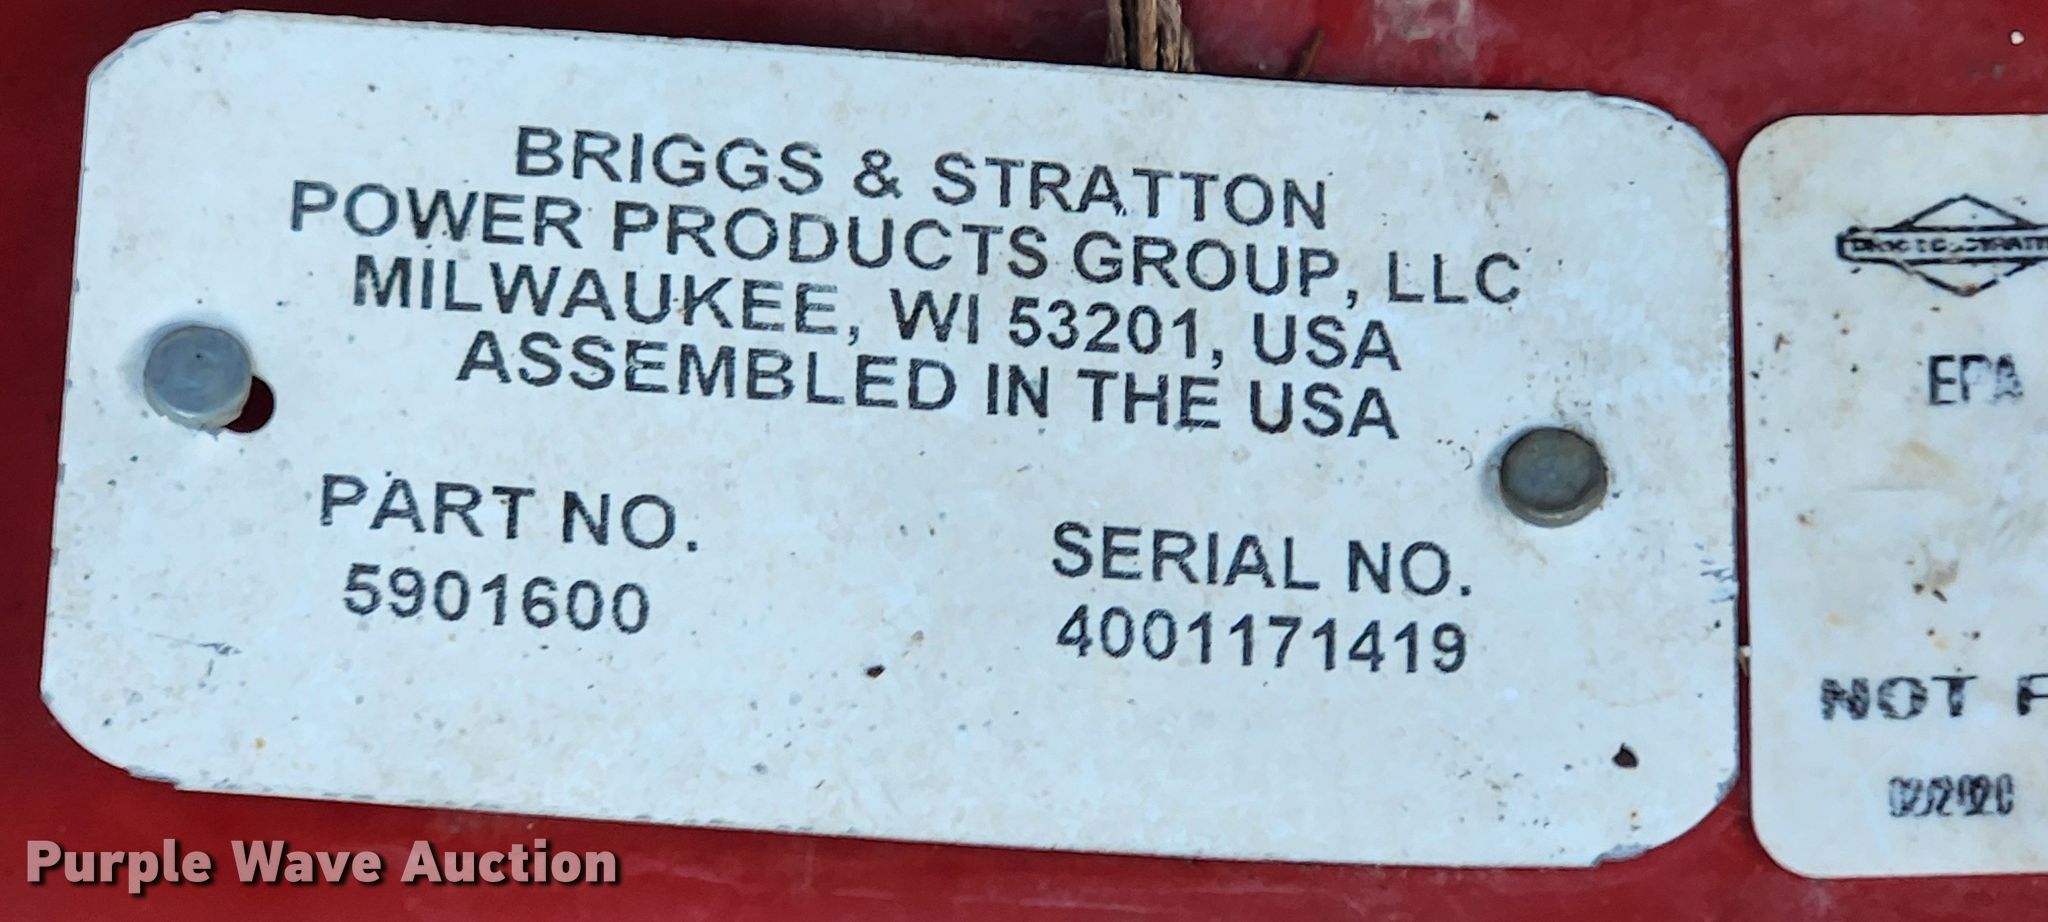 BRIGGS & STRATTON
POWER PRODUCTS GROUP, LLC
MILWAUKEE, WI 53201, USA
ASSEMBLED IN THE USA
PART NO.
5901600
SERIAL NO.
4001171419
EPA
NOT
Purple Wave Auction